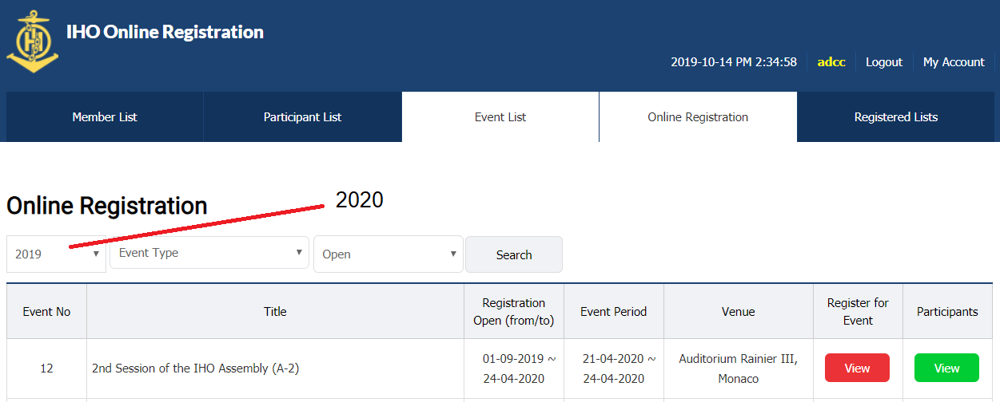 IHO Online Registration
2019-10-14 PM 2:34:58 adcc Logout My Account
Member List Participant List Event List Online Registration Registered Lists
Online Registration
2020
2019 ▼ Event Type ▼ Open ▼ Search
Event No Title Registration Open (from/to) Event Period Venue Register for Event Participants
12 2nd Session of the IHO Assembly (A-2) 01-09-2019 ~ 24-04-2020 21-04-2020 ~ 24-04-2020 Auditorium Rainier III, Monaco View View